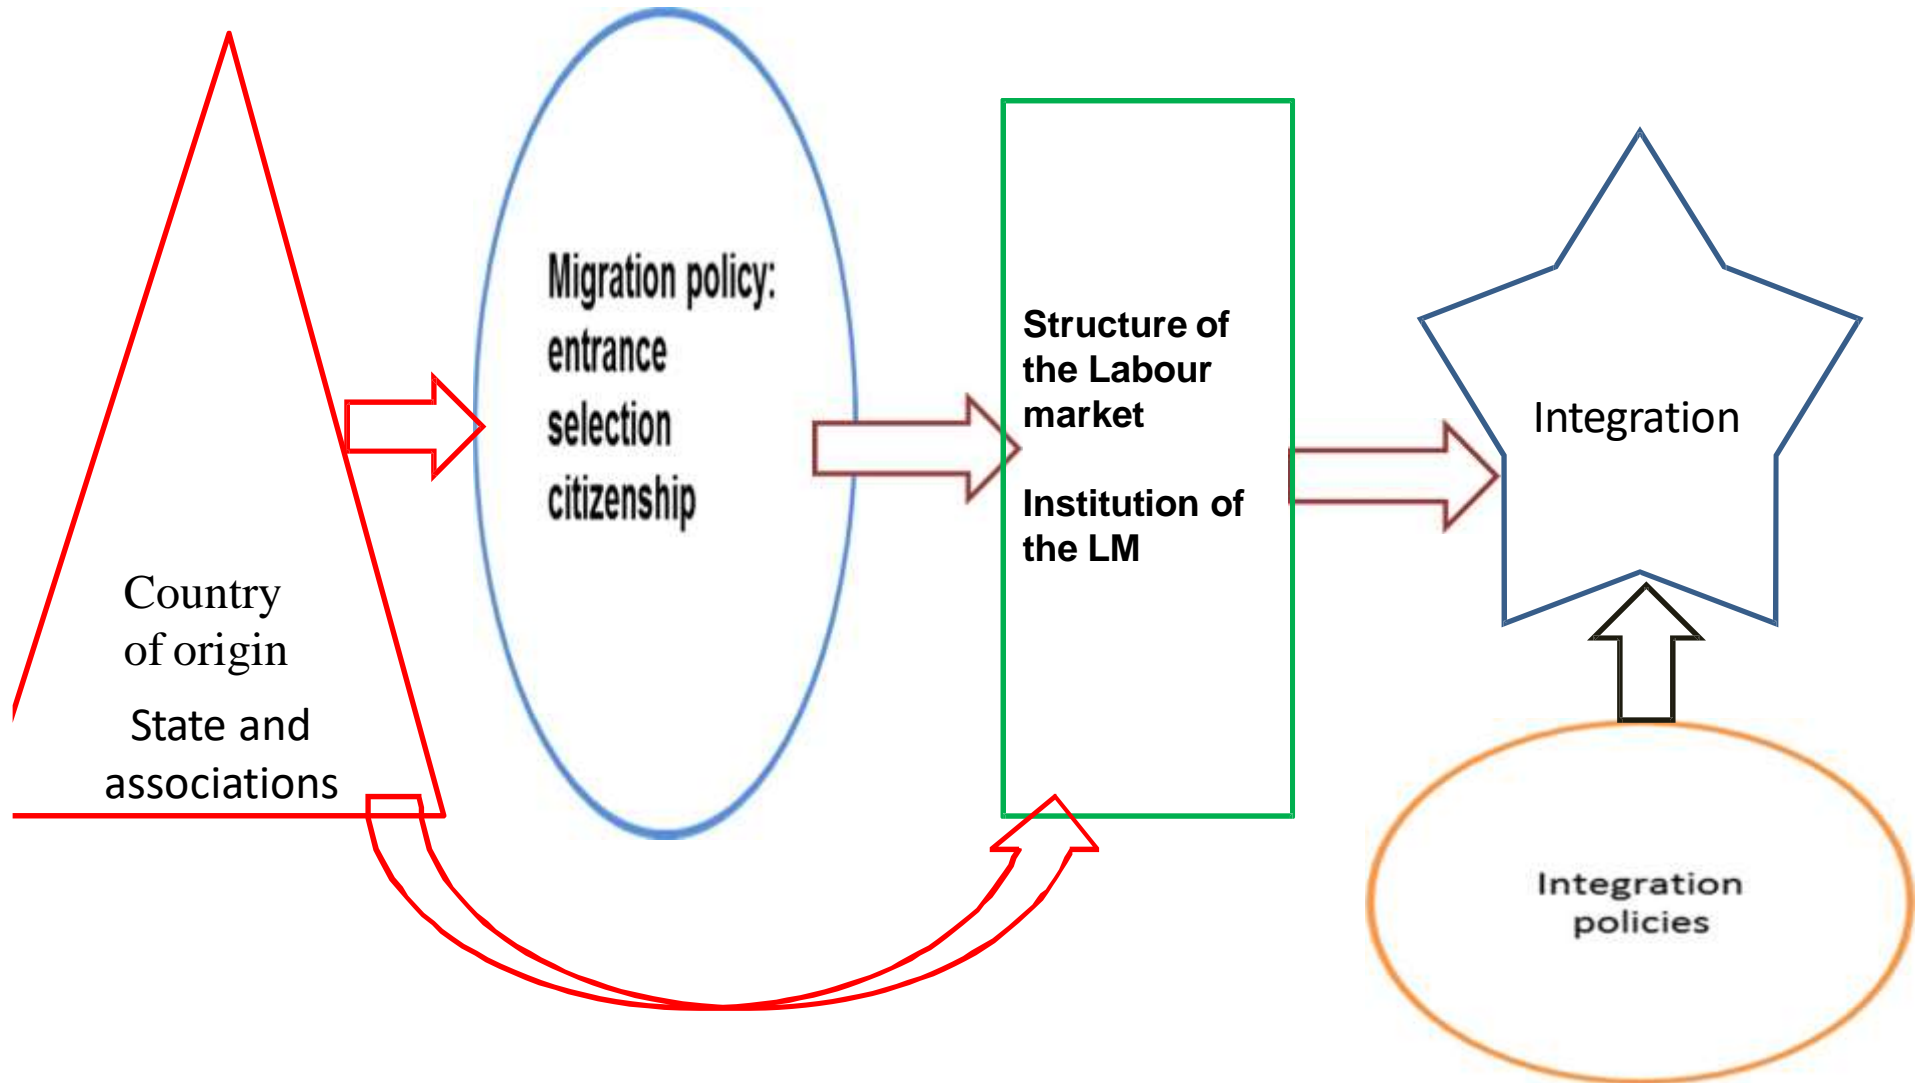 Country
of origin
State and
associations
Migration policy:
entrance
selection
citizenship
Structure of
the Labour
market
Institution of
the LM
Integration
Integration
policies